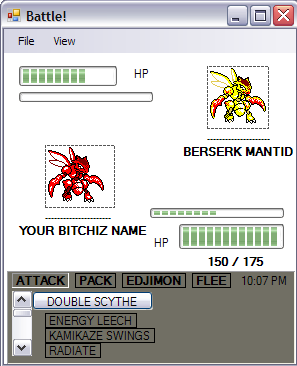 Battle!
File View
HP
BERSERK MANTID
YOUR BITCHIZ NAME
HP
150 / 175
ATTACK PACK EDJIMON FLEE 10:07 PM
DOUBLE SCYTHE
ENERGY LEECH
KAMIKAZE SWINGS
RADIATE